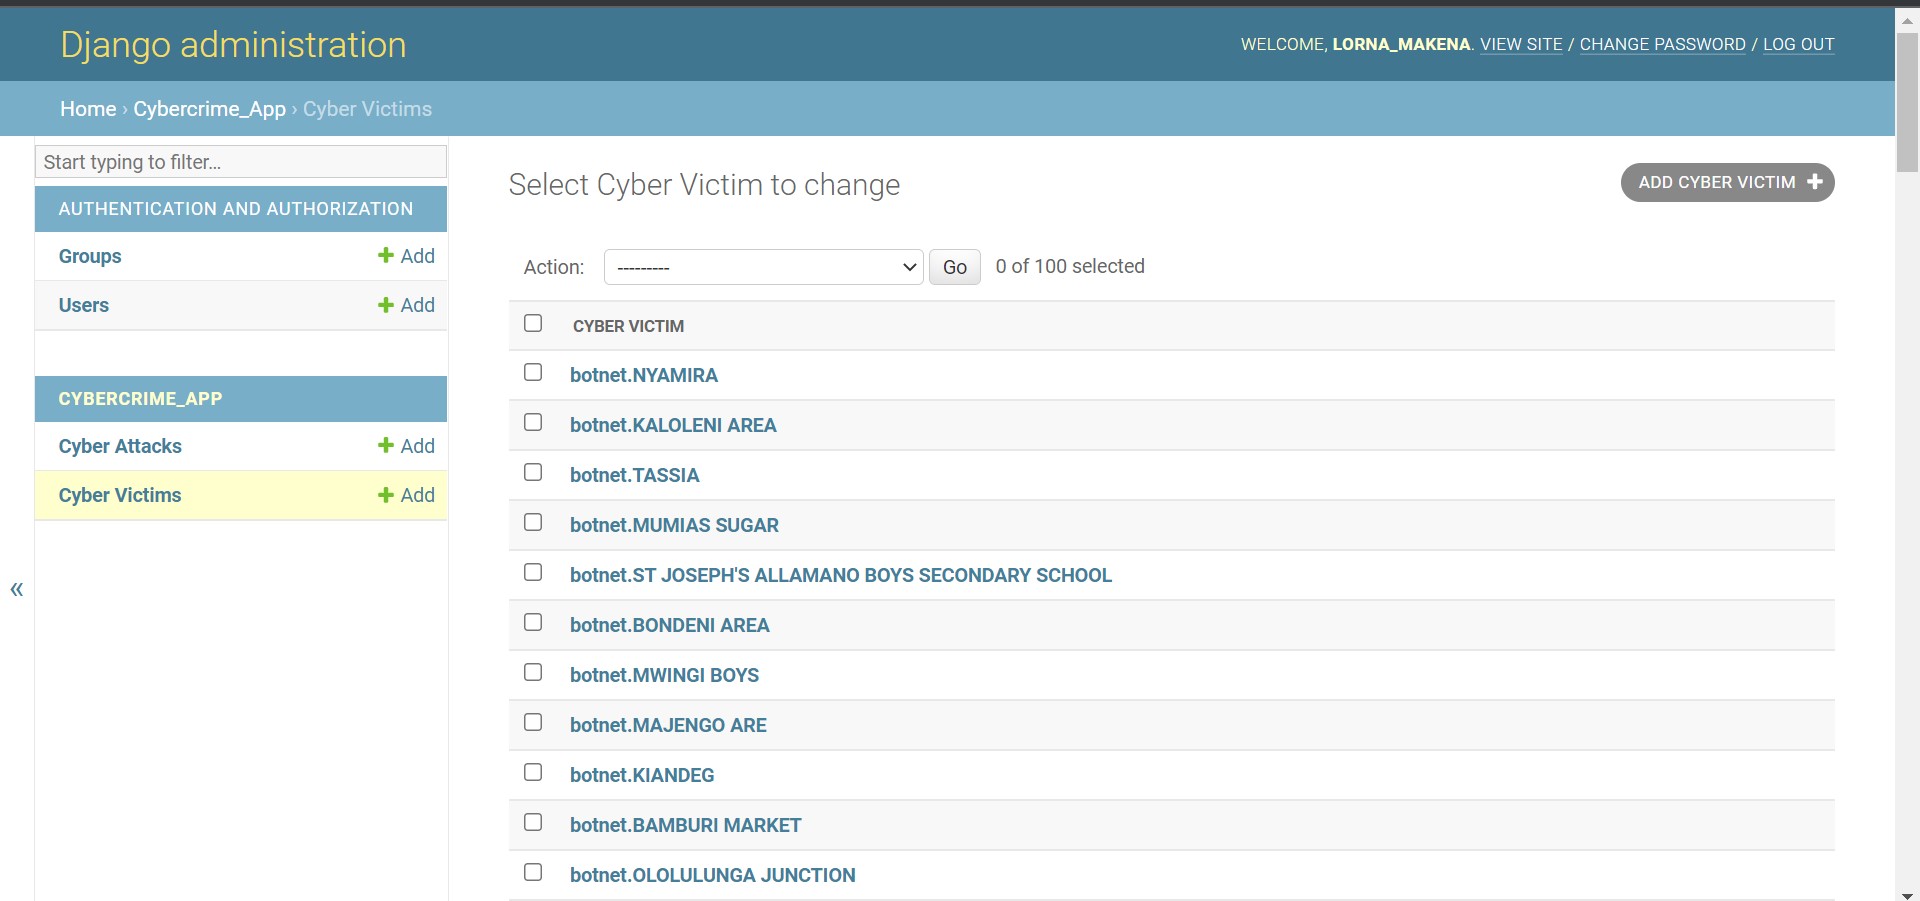 Django administration
WELCOME, LORNA_MAKENA. VIEW SITE / CHANGE PASSWORD / LOG OUT
Home › Cybercrime_App › Cyber Victims
Start typing to filter...
AUTHENTICATION AND AUTHORIZATION
Groups + Add
Users + Add
CYBERCRIME_APP
Cyber Attacks + Add
Cyber Victims + Add
«
Select Cyber Victim to change
ADD CYBER VICTIM +
Action: --------- Go 0 of 100 selected
CYBER VICTIM
botnet.NYAMIRA
botnet.KALOLENI AREA
botnet.TASSIA
botnet.MUMIAS SUGAR
botnet.ST JOSEPH'S ALLAMANO BOYS SECONDARY SCHOOL
botnet.BONDENI AREA
botnet.MWINGI BOYS
botnet.MAJENGO ARE
botnet.KIANDEG
botnet.BAMBURI MARKET
botnet.OLOLULUNGA JUNCTION